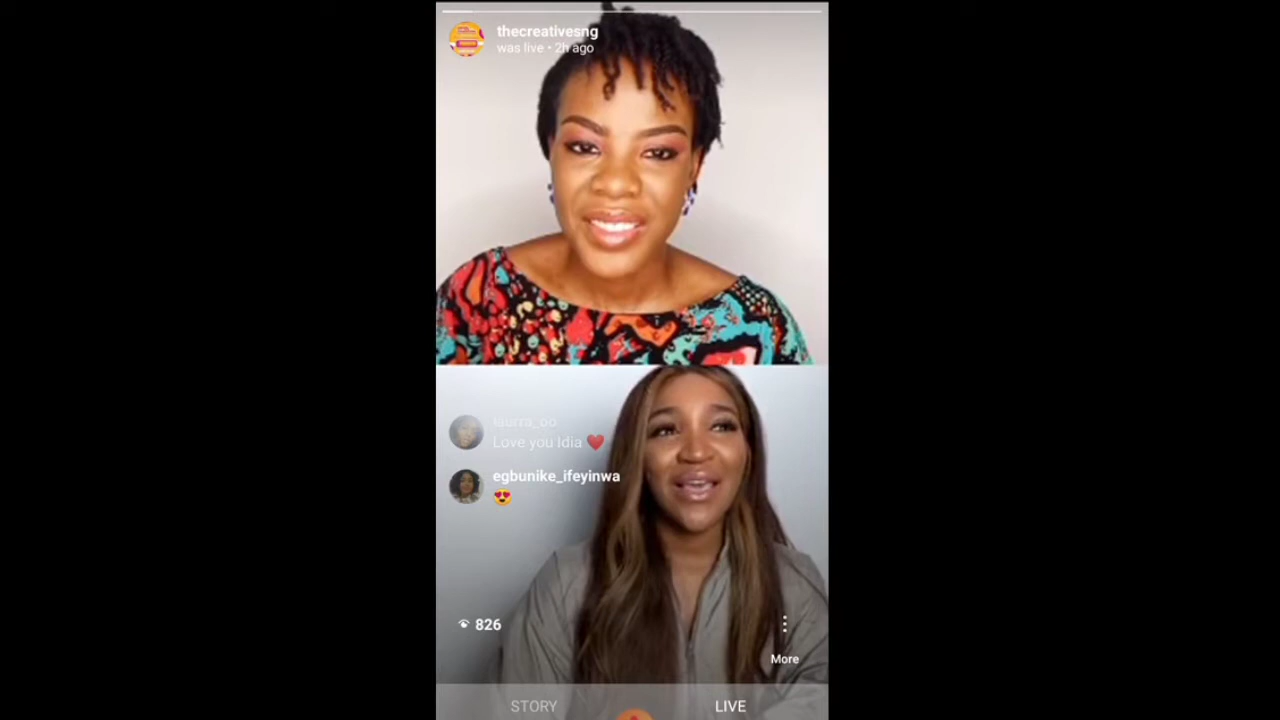 thecreativesng
was live • 2h ago
Love you Idia ❤️
egbunike_ifeyinwa
😍
826
More
STORY
LIVE